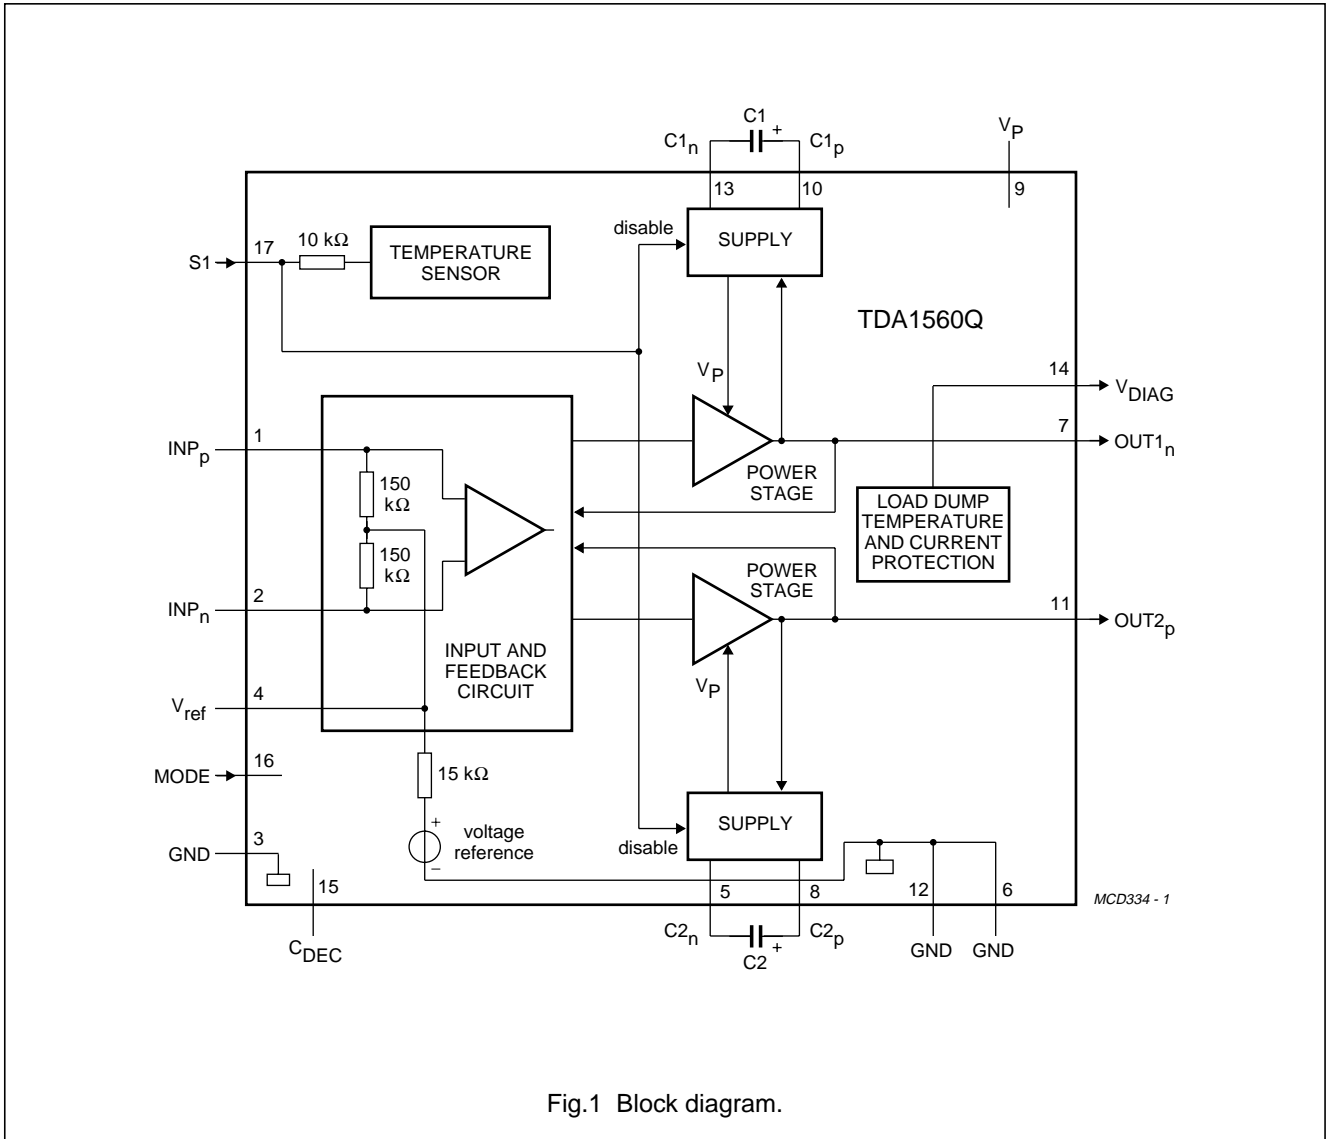 C1
+
C1n
C1p
VP
13
10
9
disable
SUPPLY
17
10 kΩ
S1
TEMPERATURE
SENSOR
TDA1560Q
VP
14
VDIAG
7
OUT1n
1
INPp
150
kΩ
POWER
STAGE
LOAD DUMP
TEMPERATURE
AND CURRENT
PROTECTION
150
kΩ
POWER
STAGE
2
INPn
11
OUT2p
INPUT AND
FEEDBACK
CIRCUIT
VP
4
Vref
16
MODE
15 kΩ
+
voltage
reference
−
SUPPLY
disable
3
GND
15
CDEC
5
8
12
6
MCD334 - 1
C2n
C2p
+
C2
GND
GND
Fig.1 Block diagram.